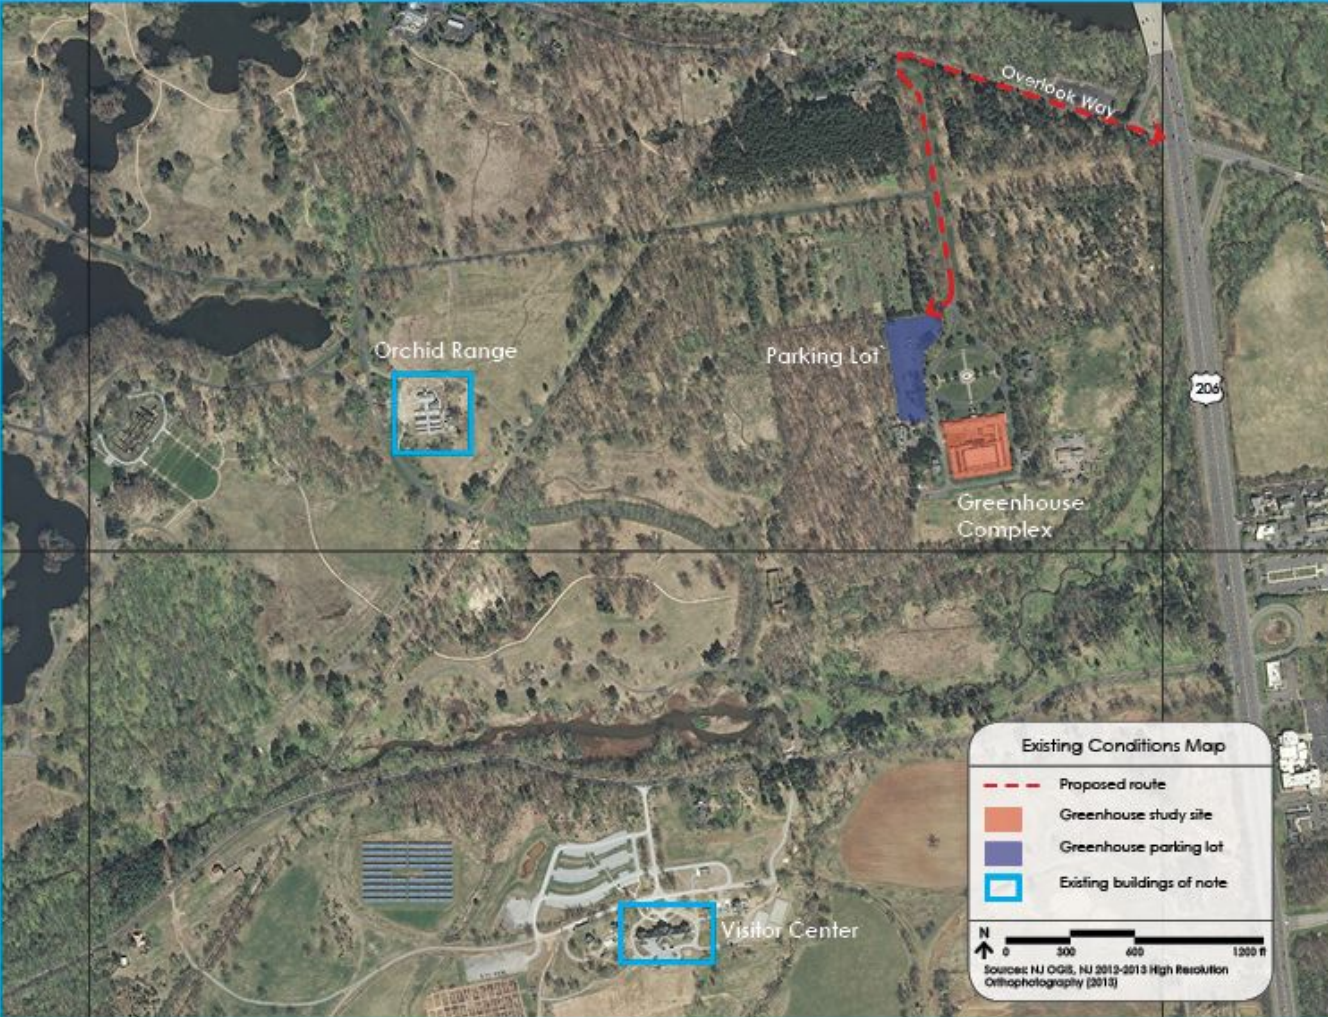 Overlook Way
Orchid Range
Parking Lot
206
Greenhouse
Complex
Existing Conditions Map
Proposed route
Greenhouse study site
Greenhouse parking lot
Existing buildings of note
N
0 300 600 1200 ft
Sources: NJ OGIS, NJ 2012-2013 High Resolution
Orthophotography (2013)
Visitor Center